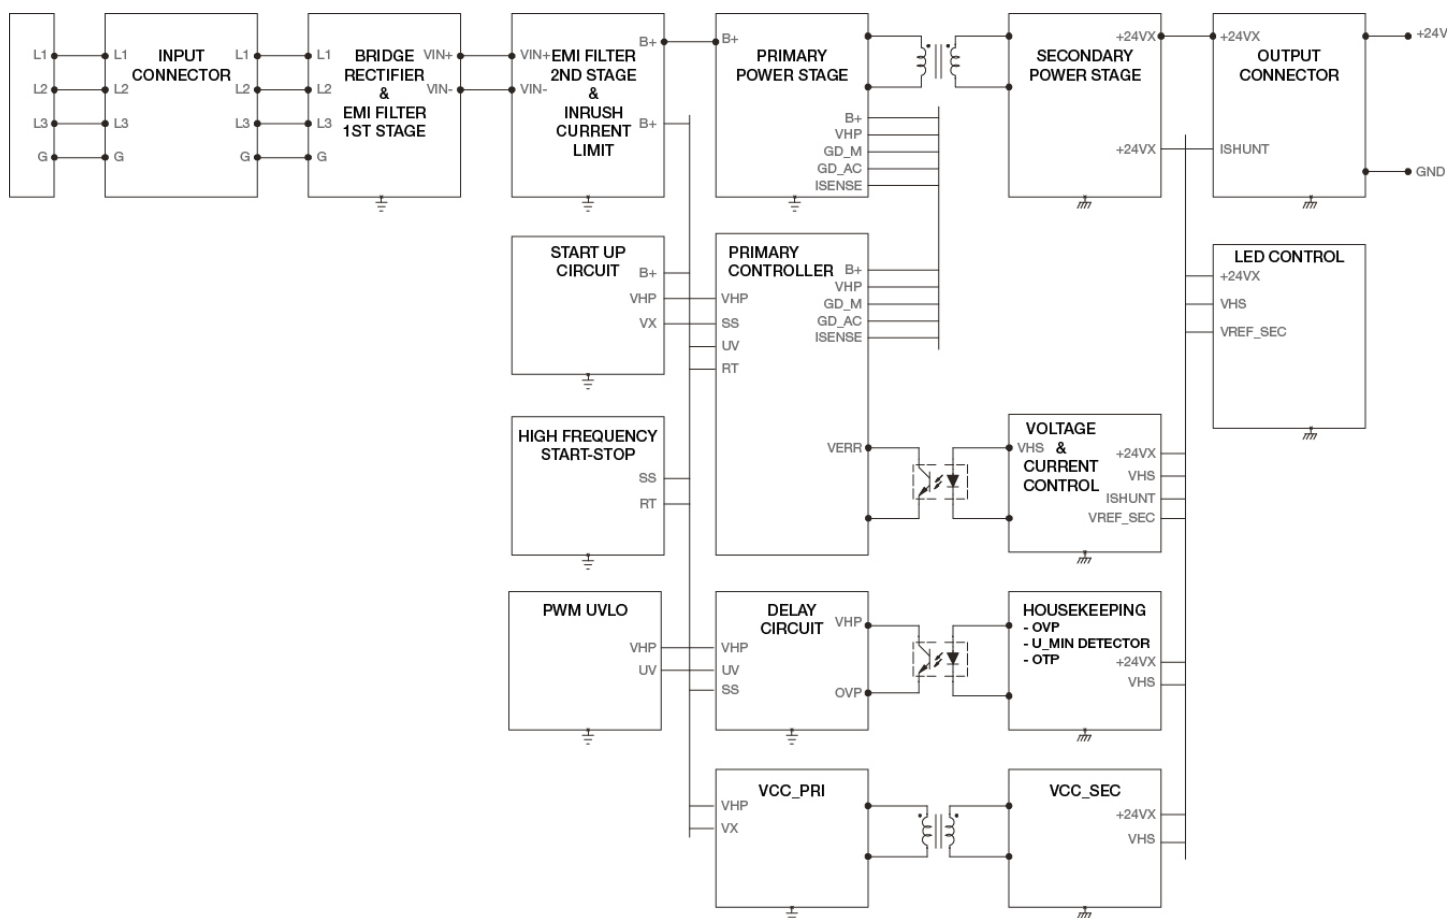 L1
L2
L3
G
INPUT
CONNECTOR
L1
L2
L3
G
L1
L2
L3
G
BRIDGE
RECTIFIER
&
EMI FILTER
1ST STAGE
L1
L2
L3
G
VIN+
VIN-
EMI FILTER
2ND STAGE
&
INRUSH
CURRENT
LIMIT
VIN+
VIN-
B+
B+
PRIMARY
POWER STAGE
B+
B+
VHP
GD_M
GD_AC
ISENSE
SECONDARY
POWER STAGE
+24VX
+24VX
OUTPUT
CONNECTOR
+24VX
ISHUNT
+24V
GND
START UP
CIRCUIT
B+
VHP
VX
PRIMARY
CONTROLLER
VHP
SS
UV
RT
B+
VHP
GD_M
GD_AC
ISENSE
VERR
LED CONTROL
+24VX
VHS
VREF_SEC
HIGH FREQUENCY
START-STOP
SS
RT
VOLTAGE
&
CURRENT
CONTROL
VHS
+24VX
VHS
ISHUNT
VREF_SEC
PWM UVLO
VHP
UV
DELAY
CIRCUIT
VHP
UV
SS
VHP
OVP
HOUSEKEEPING
- OVP
- U_MIN DETECTOR
- OTP
+24VX
VHS
VCC_PRI
VHP
VX
VCC_SEC
+24VX
VHS